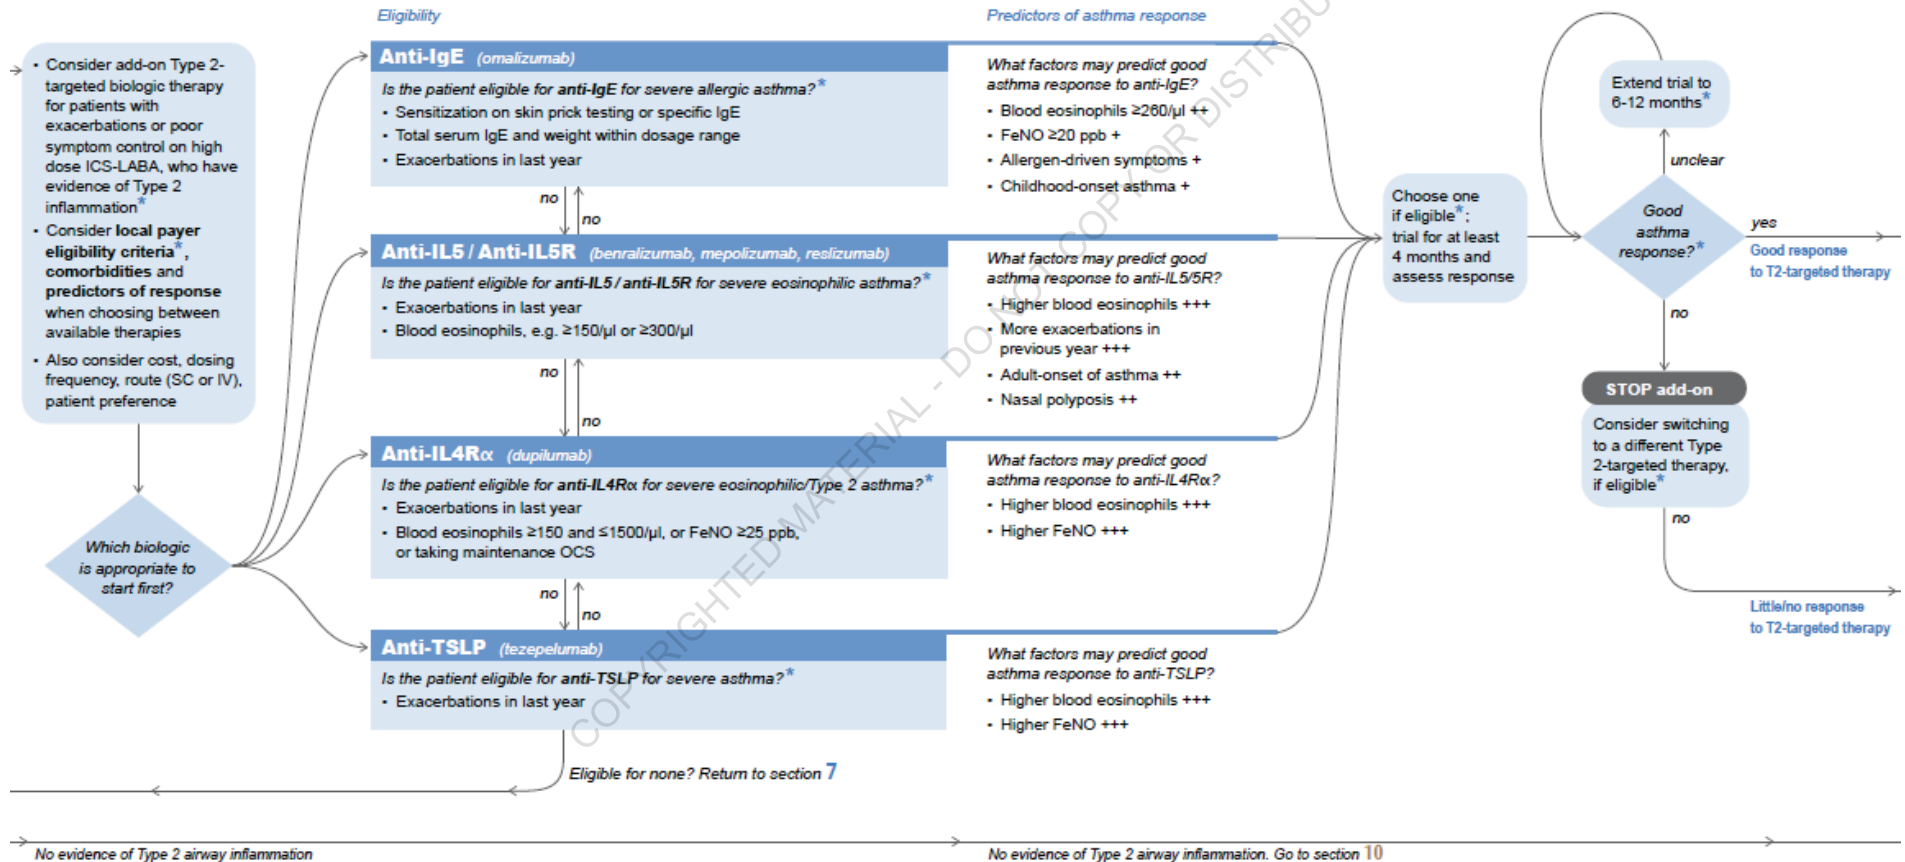 Eligibility
Predictors of asthma response
• Consider add-on Type 2-
targeted biologic therapy
for patients with
exacerbations or poor
symptom control on high
dose ICS-LABA, who have
evidence of Type 2
inflammation*
• Consider local payer
eligibility criteria*,
comorbidities and
predictors of response
when choosing between
available therapies
• Also consider cost, dosing
frequency, route (SC or IV),
patient preference
Which biologic
is appropriate to
start first?
Anti-IgE (omalizumab)
Is the patient eligible for anti-IgE for severe allergic asthma?*
• Sensitization on skin prick testing or specific IgE
• Total serum IgE and weight within dosage range
• Exacerbations in last year
What factors may predict good
asthma response to anti-IgE?
• Blood eosinophils ≥260/µl ++
• FeNO ≥20 ppb +
• Allergen-driven symptoms +
• Childhood-onset asthma +
no
no
Anti-IL5 / Anti-IL5R (benralizumab, mepolizumab, reslizumab)
Is the patient eligible for anti-IL5 / anti-IL5R for severe eosinophilic asthma?*
• Exacerbations in last year
• Blood eosinophils, e.g. ≥150/µl or ≥300/µl
What factors may predict good
asthma response to anti-IL5/5R?
• Higher blood eosinophils +++
• More exacerbations in
previous year +++
• Adult-onset of asthma ++
• Nasal polyposis ++
no
no
Anti-IL4Rα (dupilumab)
Is the patient eligible for anti-IL4Rα for severe eosinophilic/Type 2 asthma?*
• Exacerbations in last year
• Blood eosinophils ≥150 and ≤1500/µl, or FeNO ≥25 ppb,
or taking maintenance OCS
What factors may predict good
asthma response to anti-IL4Rα?
• Higher blood eosinophils +++
• Higher FeNO +++
no
no
Anti-TSLP (tezepelumab)
Is the patient eligible for anti-TSLP for severe asthma?*
• Exacerbations in last year
What factors may predict good
asthma response to anti-TSLP?
• Higher blood eosinophils +++
• Higher FeNO +++
Eligible for none? Return to section 7
Choose one
if eligible*;
trial for at least
4 months and
assess response
Extend trial to
6-12 months*
unclear
Good
asthma
response?*
yes
Good response
to T2-targeted therapy
no
STOP add-on
Consider switching
to a different Type
2-targeted therapy,
if eligible*
no
Little/no response
to T2-targeted therapy
No evidence of Type 2 airway inflammation
No evidence of Type 2 airway inflammation. Go to section 10
COPYRIGHTED MATERIAL - DO NOT COPY OR DISTRIBU